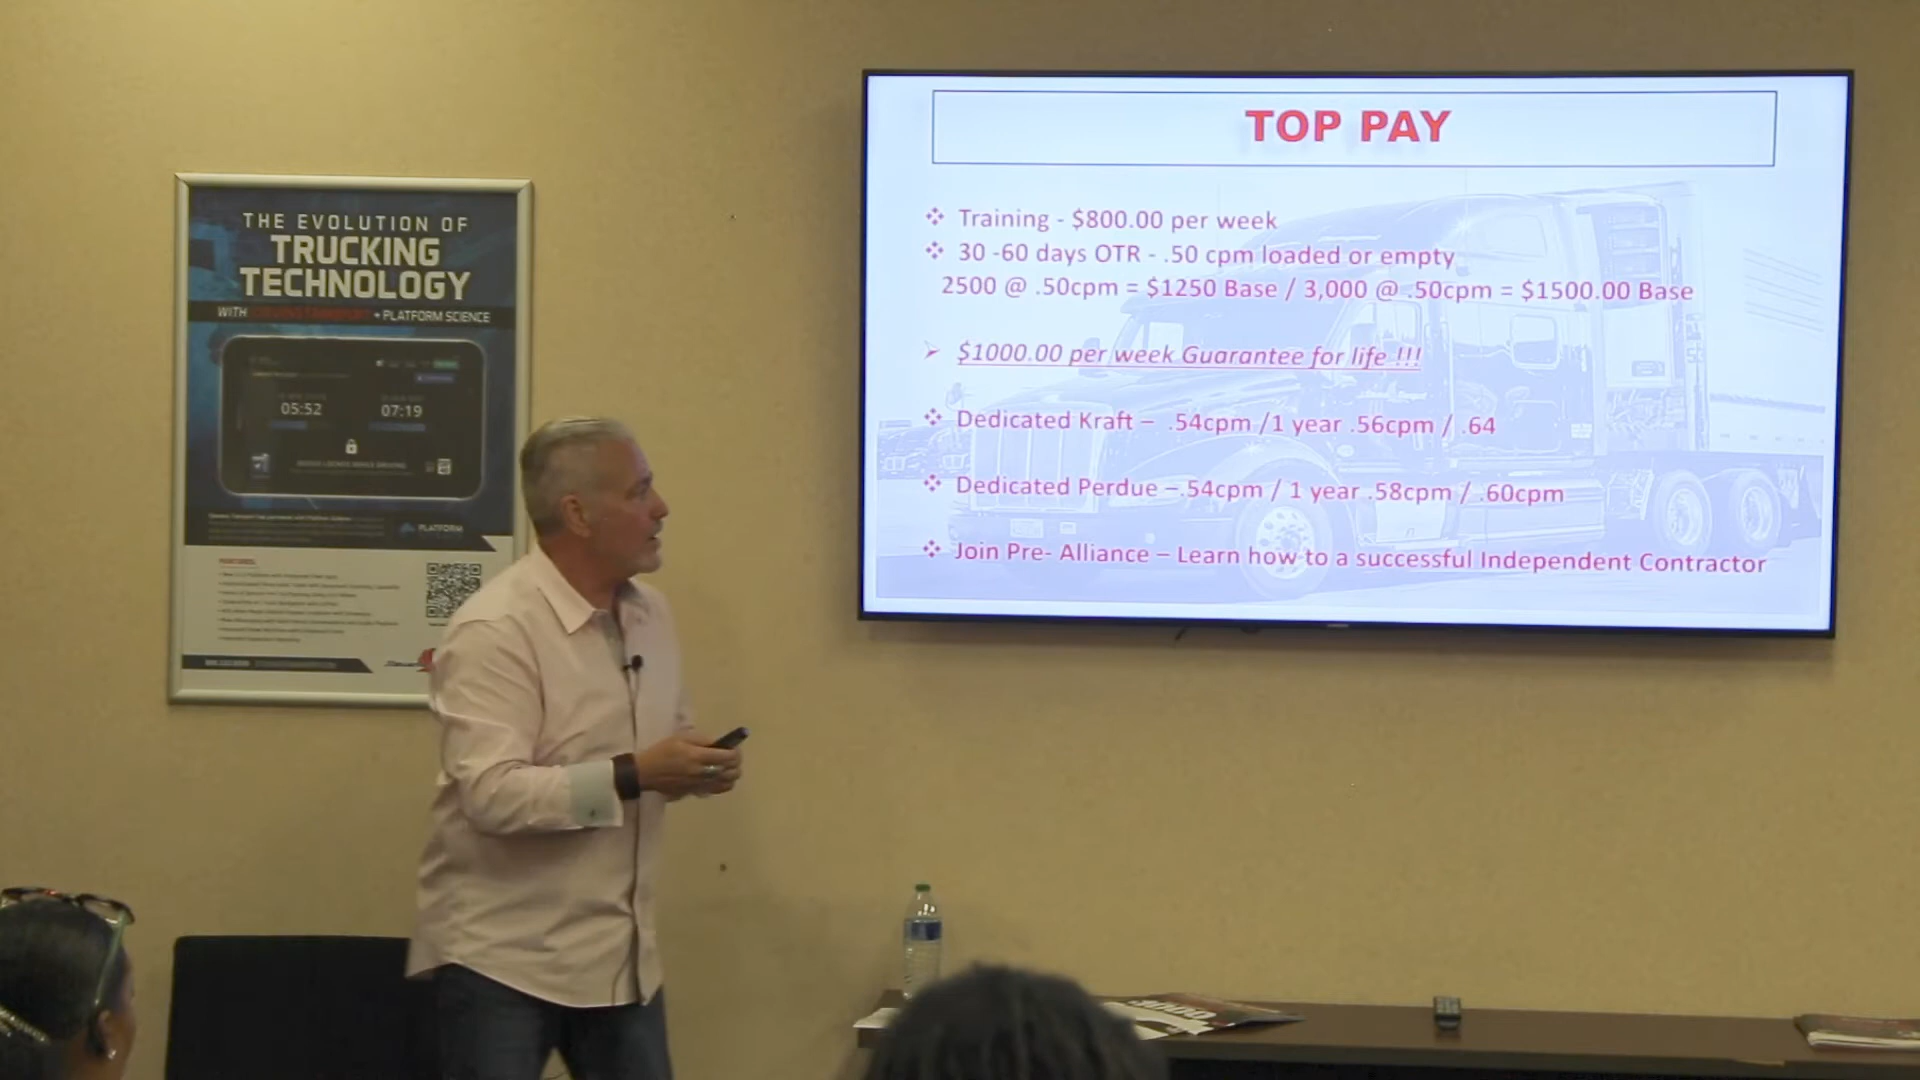 THE EVOLUTION OF
TRUCKING
TECHNOLOGY
WITH STEVENS TRANSPORT + PLATFORM SCIENCE
05:52
07:19
PLATFORM
FEATURES:
TOP PAY
Training - $800.00 per week
30 -60 days OTR - .50 cpm loaded or empty
2500 @ .50cpm = $1250 Base / 3,000 @ .50cpm = $1500.00 Base
$1000.00 per week Guarantee for life !!!
Dedicated Kraft – .54cpm /1 year .56cpm / .64
Dedicated Perdue –.54cpm / 1 year .58cpm / .60cpm
Join Pre- Alliance – Learn how to a successful Independent Contractor